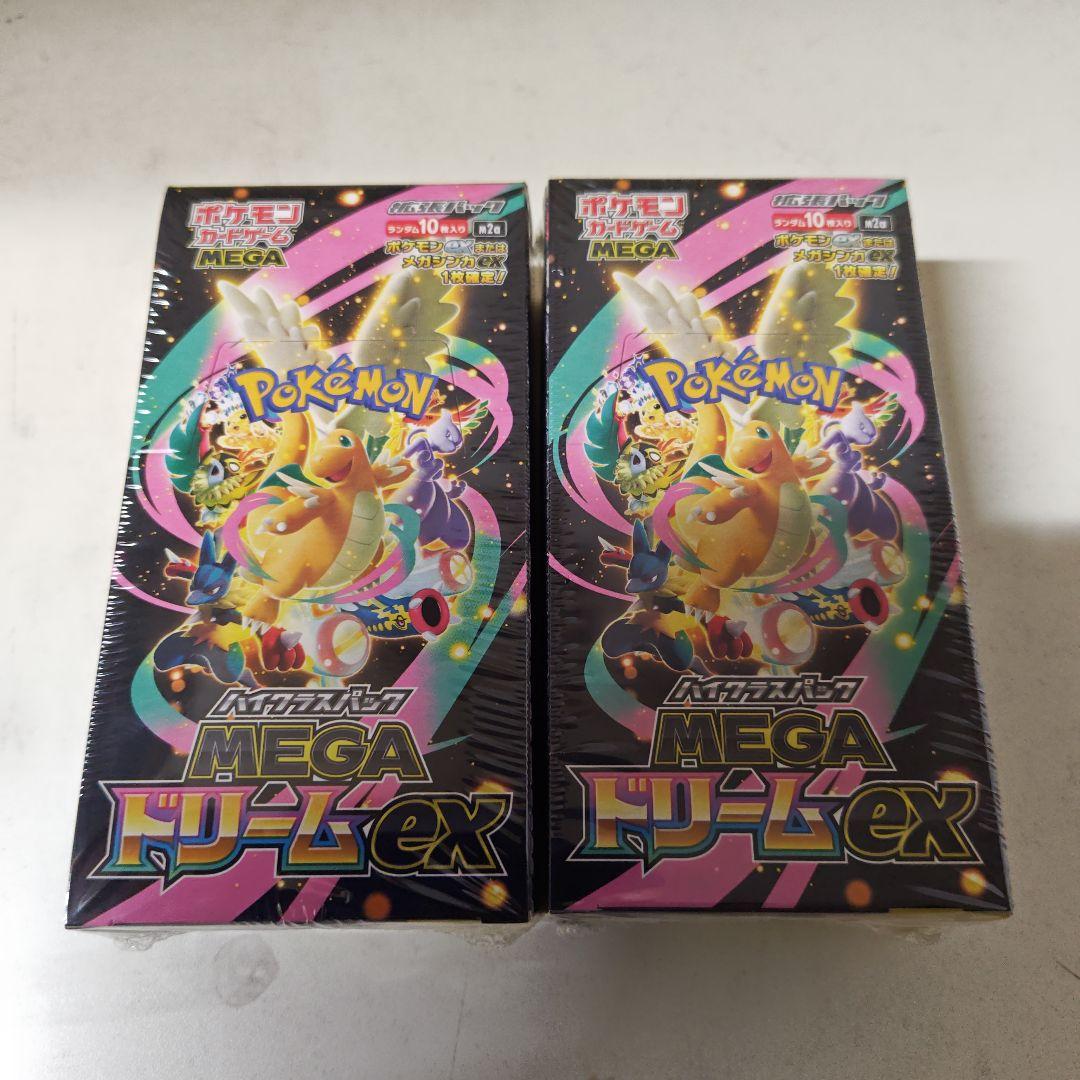 ポケモン
カードゲーム
MEGA
拡張パック
ランダム10枚入り m2a
ポケモンexまたは
メガシンカex
1枚確定!
POKéMON
TM
ハイクラスパック
MEGA
ドリームex
ポケモン
カードゲーム
MEGA
拡張パック
ランダム10枚入り m2a
ポケモンexまたは
メガシンカex
1枚確定!
POKéMON
ハイクラスパック
MEGA
ドリームex